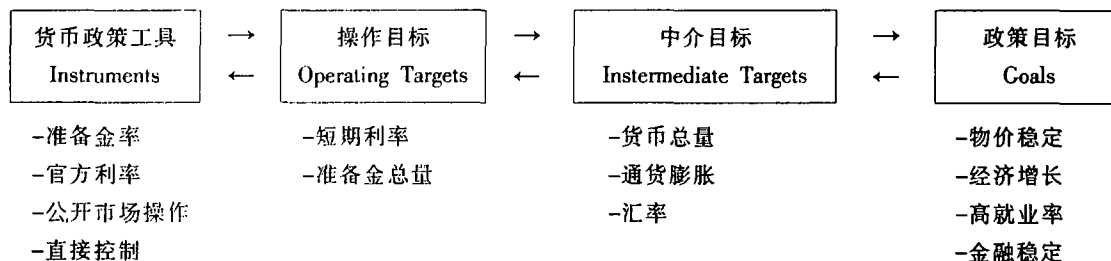 货币政策工具 → 操作目标 → 中介目标 → 政策目标
Instruments ← Operating Targets ← Instermediate Targets ← Goals
-准备金率 -短期利率 -货币总量 -物价稳定
-官方利率 -准备金总量 -通货膨胀 -经济增长
-公开市场操作 -汇率 -高就业率
-直接控制 -金融稳定